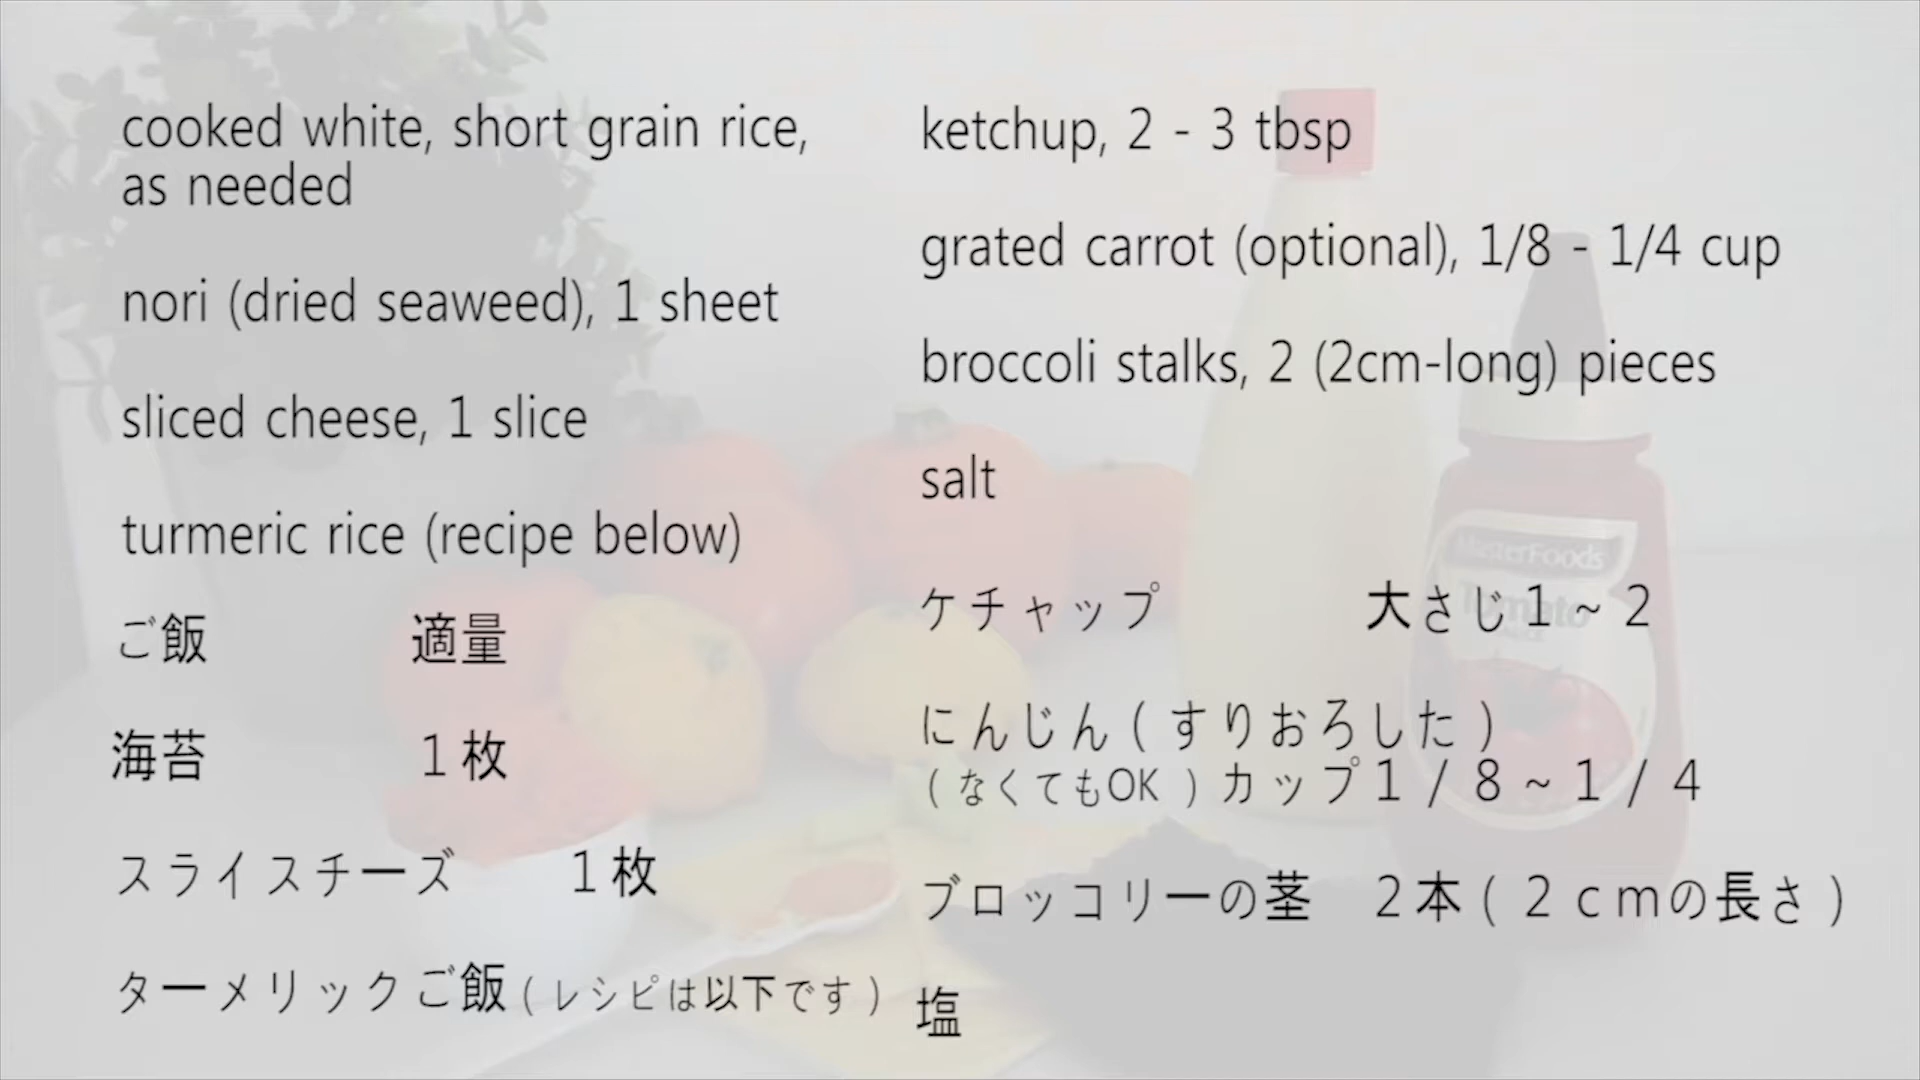 cooked white, short grain rice,
as needed
nori (dried seaweed), 1 sheet
sliced cheese, 1 slice
turmeric rice (recipe below)
ご飯　適量
海苔　１枚
スライスチーズ　１枚
ターメリックご飯（レシピは以下です）
ketchup, 2 - 3 tbsp
grated carrot (optional), 1/8 - 1/4 cup
broccoli stalks, 2 (2cm-long) pieces
salt
ケチャップ　大さじ１~２
にんじん（すりおろした）
（なくてもOK ）カップ１/８~１/４
ブロッコリーの茎　２本（２ｃｍの長さ）
塩
MasterFoods
Tomato
SAUCE